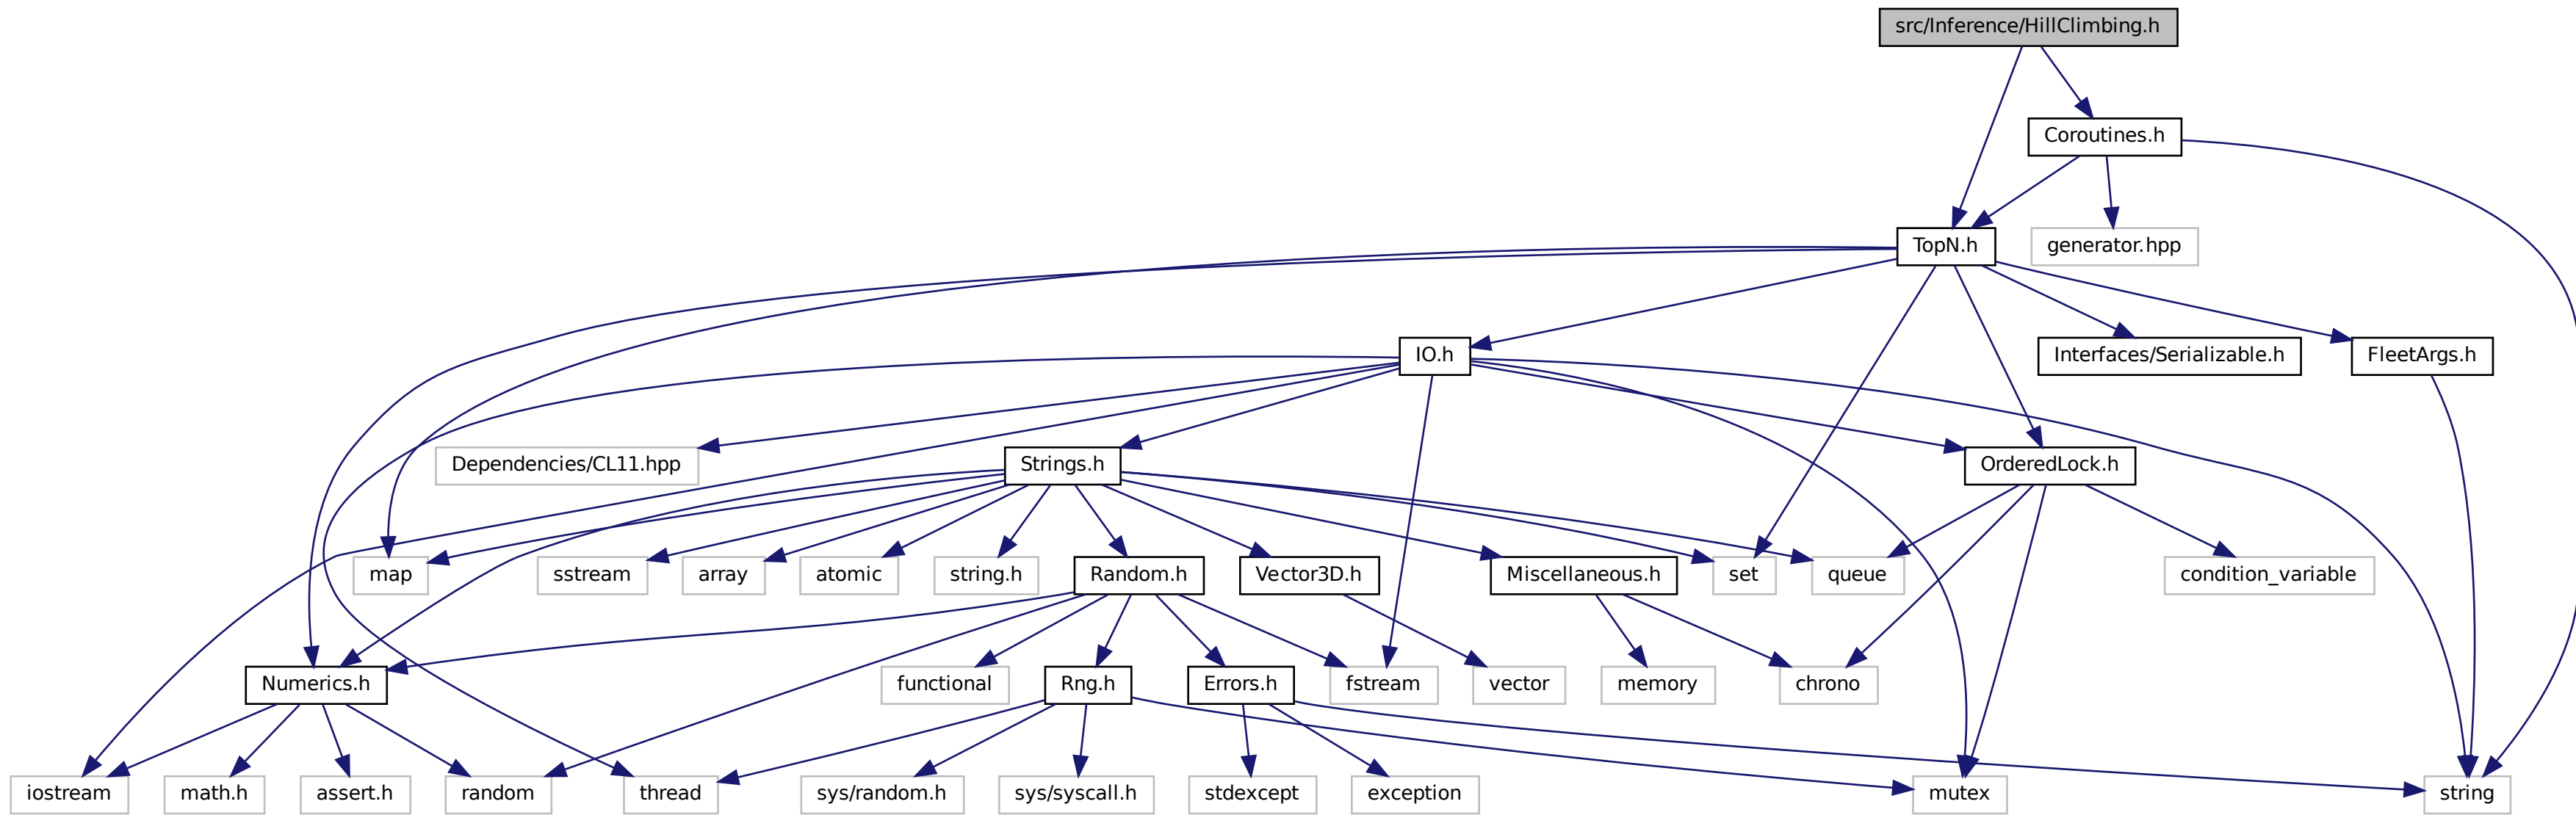 src/Inference/HillClimbing.h
Coroutines.h
TopN.h
generator.hpp
IO.h
Interfaces/Serializable.h
FleetArgs.h
Dependencies/CL11.hpp
Strings.h
OrderedLock.h
map
sstream
array
atomic
string.h
Random.h
Vector3D.h
Miscellaneous.h
set
queue
condition_variable
Numerics.h
functional
Rng.h
Errors.h
fstream
vector
memory
chrono
iostream
math.h
assert.h
random
thread
sys/random.h
sys/syscall.h
stdexcept
exception
mutex
string